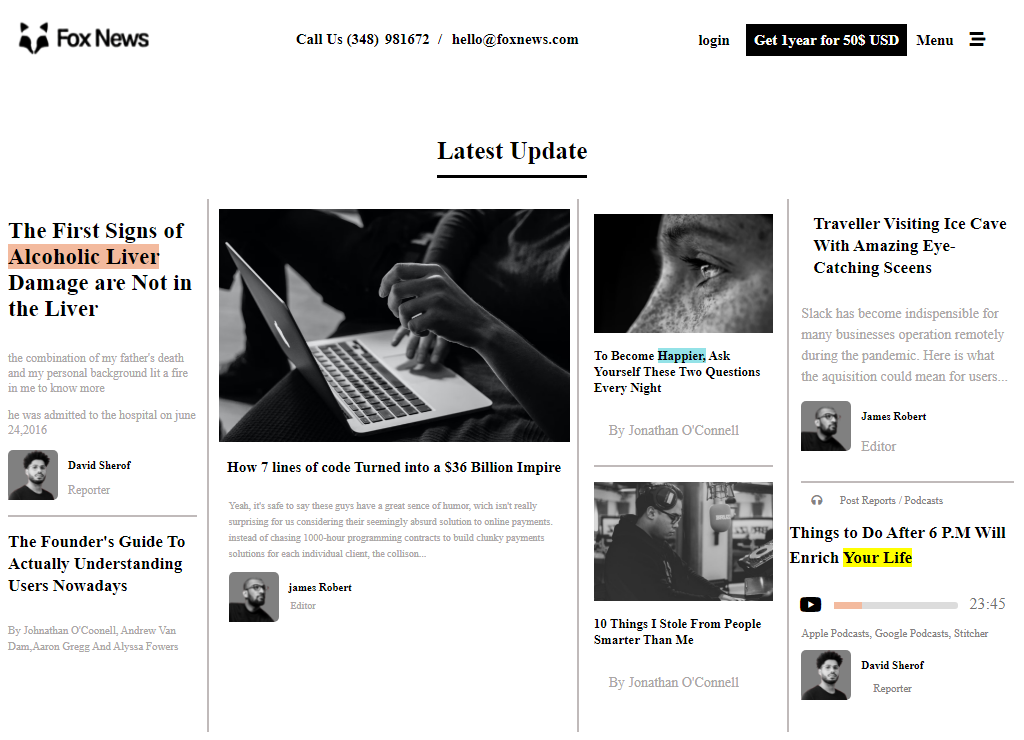 Fox News
Call Us (348) 981672 / hello@foxnews.com
login
Get 1year for 50$ USD
Menu
Latest Update
The First Signs of
Alcoholic Liver
Damage are Not in
the Liver
the combination of my father's death
and my personal background lit a fire
in me to know more
he was admitted to the hospital on june
24,2016
David Sherof
Reporter
The Founder's Guide To
Actually Understanding
Users Nowadays
By Johnathan O'Coonell, Andrew Van
Dam,Aaron Gregg And Alyssa Fowers
How 7 lines of code Turned into a $36 Billion Impire
Yeah, it's safe to say these guys have a great sence of humor, wich isn't really
surprising for us considering their seemingly absurd solution to online payments.
instead of chasing 1000-hour programming contracts to build chunky payments
solutions for each individual client, the collison...
james Robert
Editor
To Become Happier, Ask
Yourself These Two Questions
Every Night
By Jonathan O'Connell
10 Things I Stole From People
Smarter Than Me
By Jonathan O'Connell
Traveller Visiting Ice Cave
With Amazing Eye-
Catching Sceens
Slack has become indispensible for
many businesses operation remotely
during the pandemic. Here is what
the aquisition could mean for users...
James Robert
Editor
Post Reports / Podcasts
Things to Do After 6 P.M Will
Enrich Your Life
23:45
Apple Podcasts, Google Podcasts, Stitcher
David Sherof
Reporter